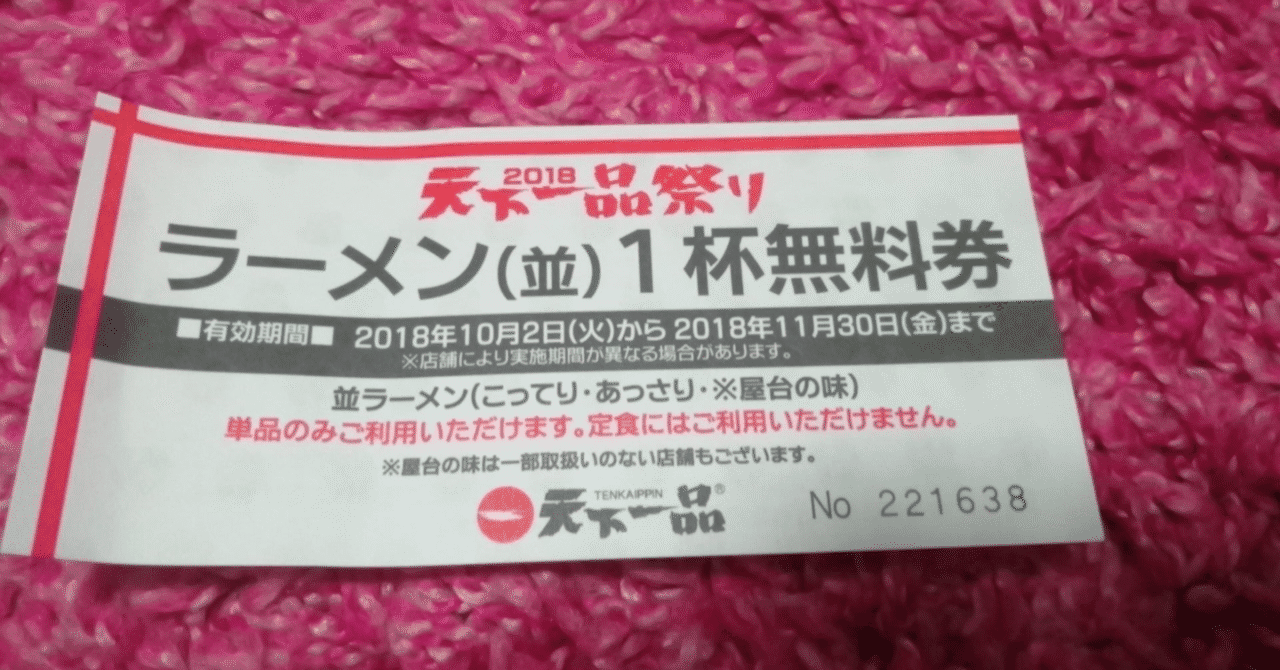 2018
天下一品祭り
ラーメン(並)1杯無料券
■有効期間■ 2018年10月2日(火)から 2018年11月30日(金)まで
※店舗により実施期間が異なる場合があります。
並ラーメン(こってり・あっさり・※屋台の味)
単品のみご利用いただけます。定食にはご利用いただけません。
※屋台の味は一部取扱いのない店舗もございます。
TENKAIPPIN
天下一品®
No 221638